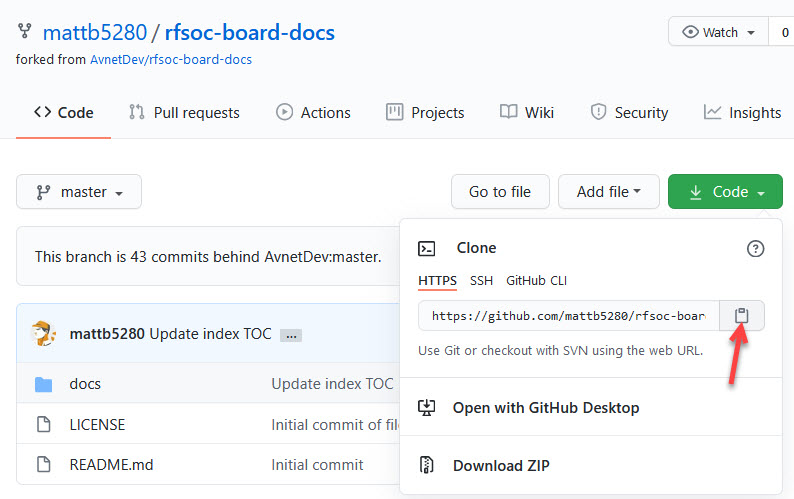 mattb5280 / rfsoc-board-docs
Watch 0
forked from AvnetDev/rfsoc-board-docs
Code Pull requests Actions Projects Wiki Security Insights
master Go to file Add file Code
This branch is 43 commits behind AvnetDev:master.
Clone
HTTPS SSH GitHub CLI
https://github.com/mattb5280/rfsoc-boar
mattb5280 Update index TOC ...
Use Git or checkout with SVN using the web URL.
docs Update index TOC
Open with GitHub Desktop
LICENSE Initial commit of file
README.md Initial commit
Download ZIP